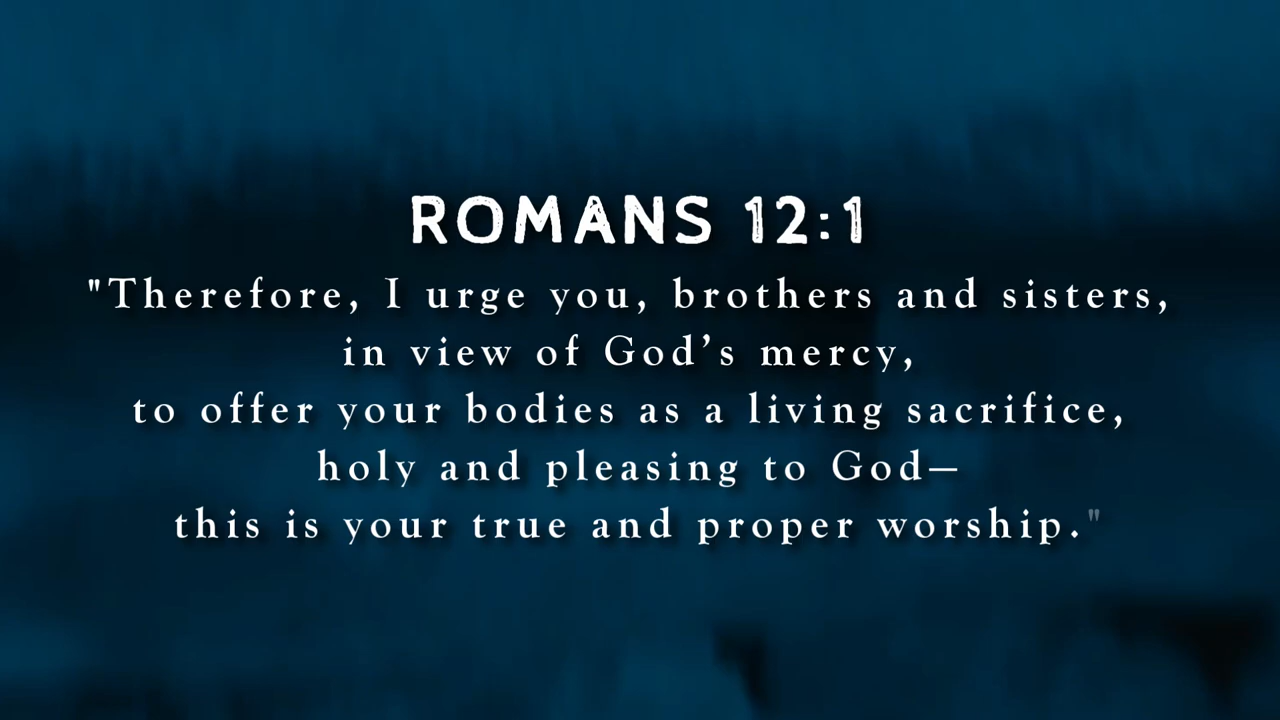 ROMANS 12:1
"Therefore, I urge you, brothers and sisters,
in view of God’s mercy,
to offer your bodies as a living sacrifice,
holy and pleasing to God—
this is your true and proper worship."